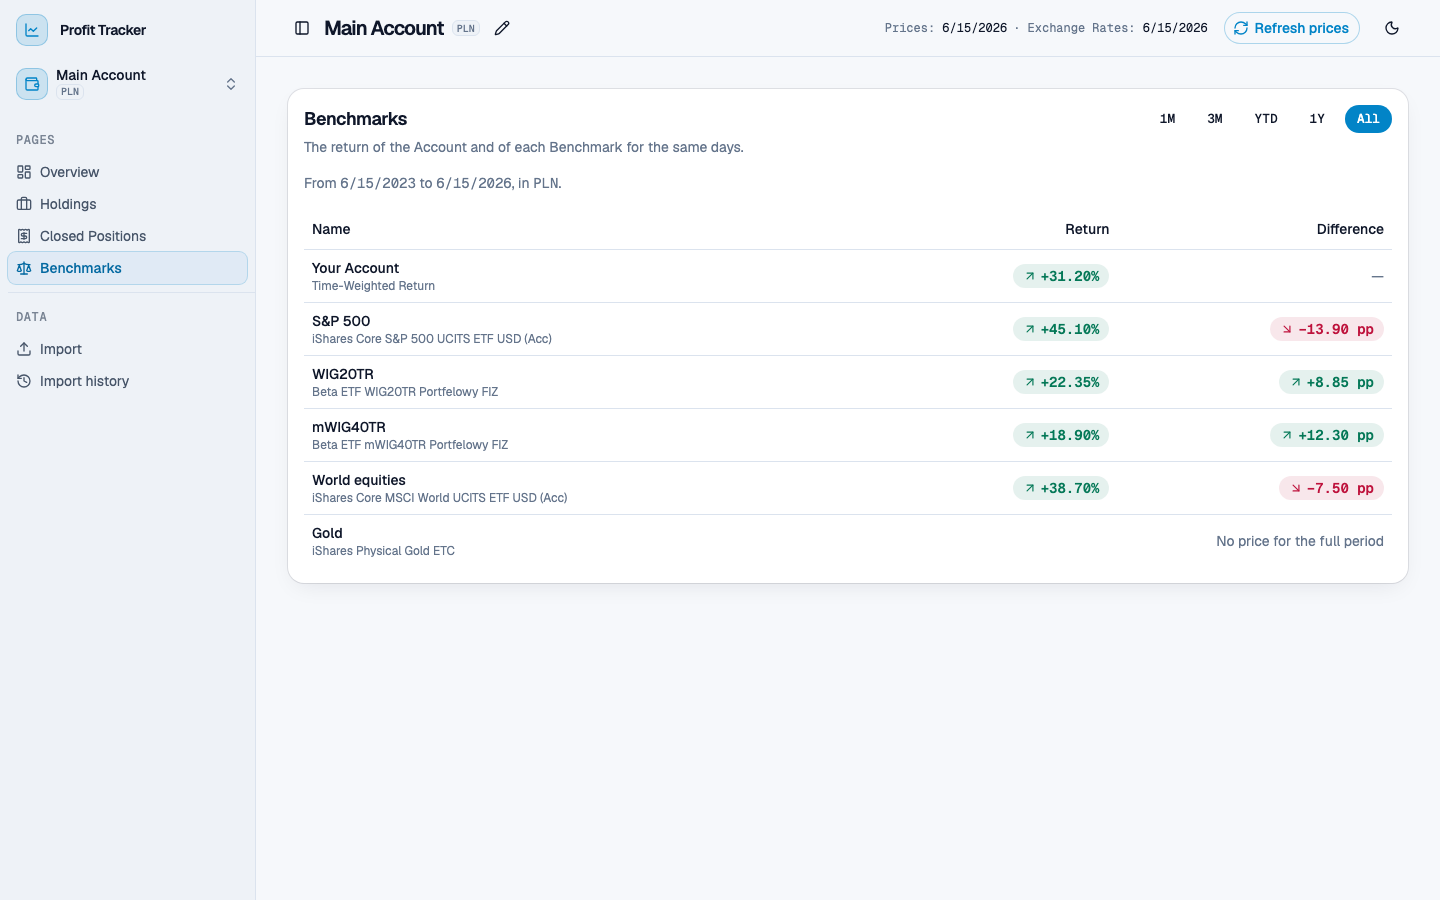 Profit Tracker
Main Account
PLN
PAGES
Overview
Holdings
Closed Positions
Benchmarks
DATA
Import
Import history
Main Account PLN
Prices: 6/15/2026 · Exchange Rates: 6/15/2026
Refresh prices
Benchmarks
1M 3M YTD 1Y All
The return of the Account and of each Benchmark for the same days.
From 6/15/2023 to 6/15/2026, in PLN.
Name Return Difference
Your Account
Time-Weighted Return
+31.20% —
S&P 500
iShares Core S&P 500 UCITS ETF USD (Acc)
+45.10% −13.90 pp
WIG20TR
Beta ETF WIG20TR Portfelowy FIZ
+22.35% +8.85 pp
mWIG40TR
Beta ETF mWIG40TR Portfelowy FIZ
+18.90% +12.30 pp
World equities
iShares Core MSCI World UCITS ETF USD (Acc)
+38.70% −7.50 pp
Gold
iShares Physical Gold ETC
No price for the full period